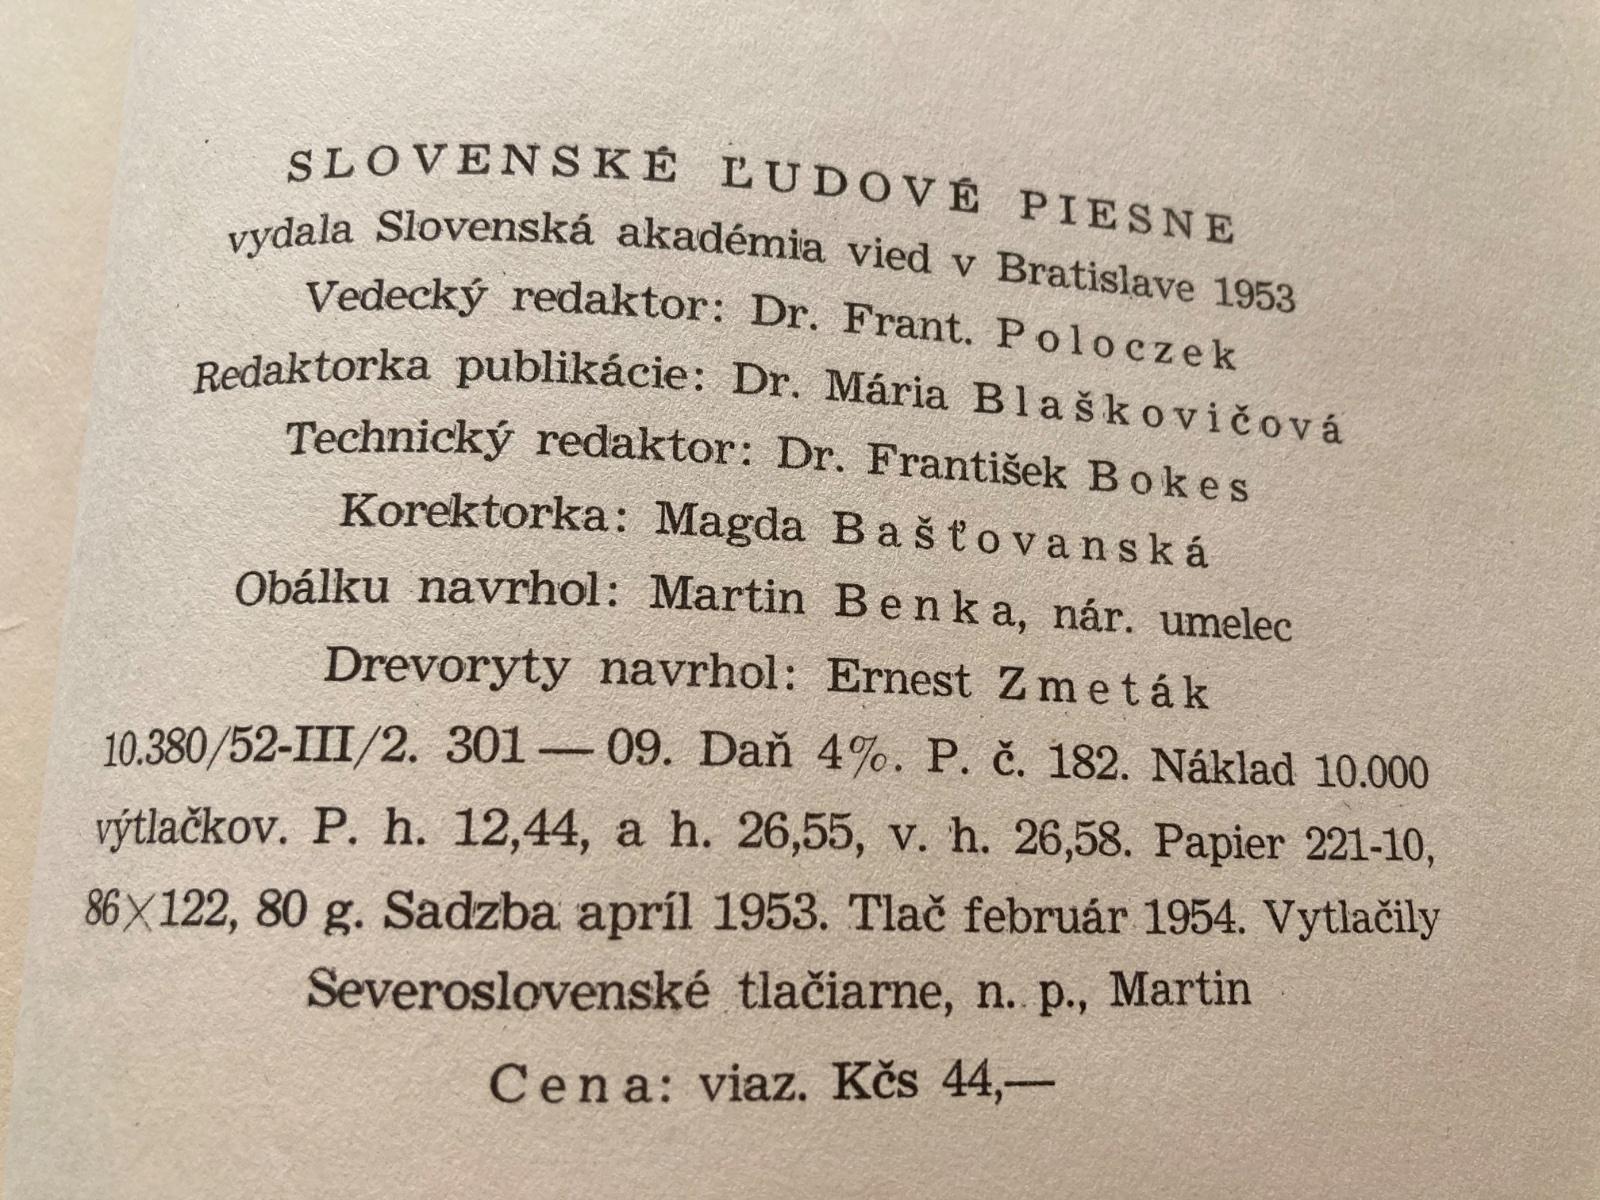 SLOVENSKÉ ĽUDOVÉ PIESNE
vydala Slovenská akadémia vied v Bratislave 1953
Vedecký redaktor: Dr. Frant. Poloczek
Redaktorka publikácie: Dr. Mária Blaškovičová
Technický redaktor: Dr. František Bokes
Korektorka: Magda Bašťovanská
Obálku navrhol: Martin Benka, nár. umelec
Drevoryty navrhol: Ernest Zmeták
10.380/52-III/2. 301 — 09. Daň 4%. P. č. 182. Náklad 10.000
výtlačkov. P. h. 12,44, a h. 26,55, v. h. 26,58. Papier 221-10,
86×122, 80 g. Sadzba apríl 1953. Tlač február 1954. Vytlačily
Severoslovenské tlačiarne, n. p., Martin
Cena: viaz. Kčs 44,—